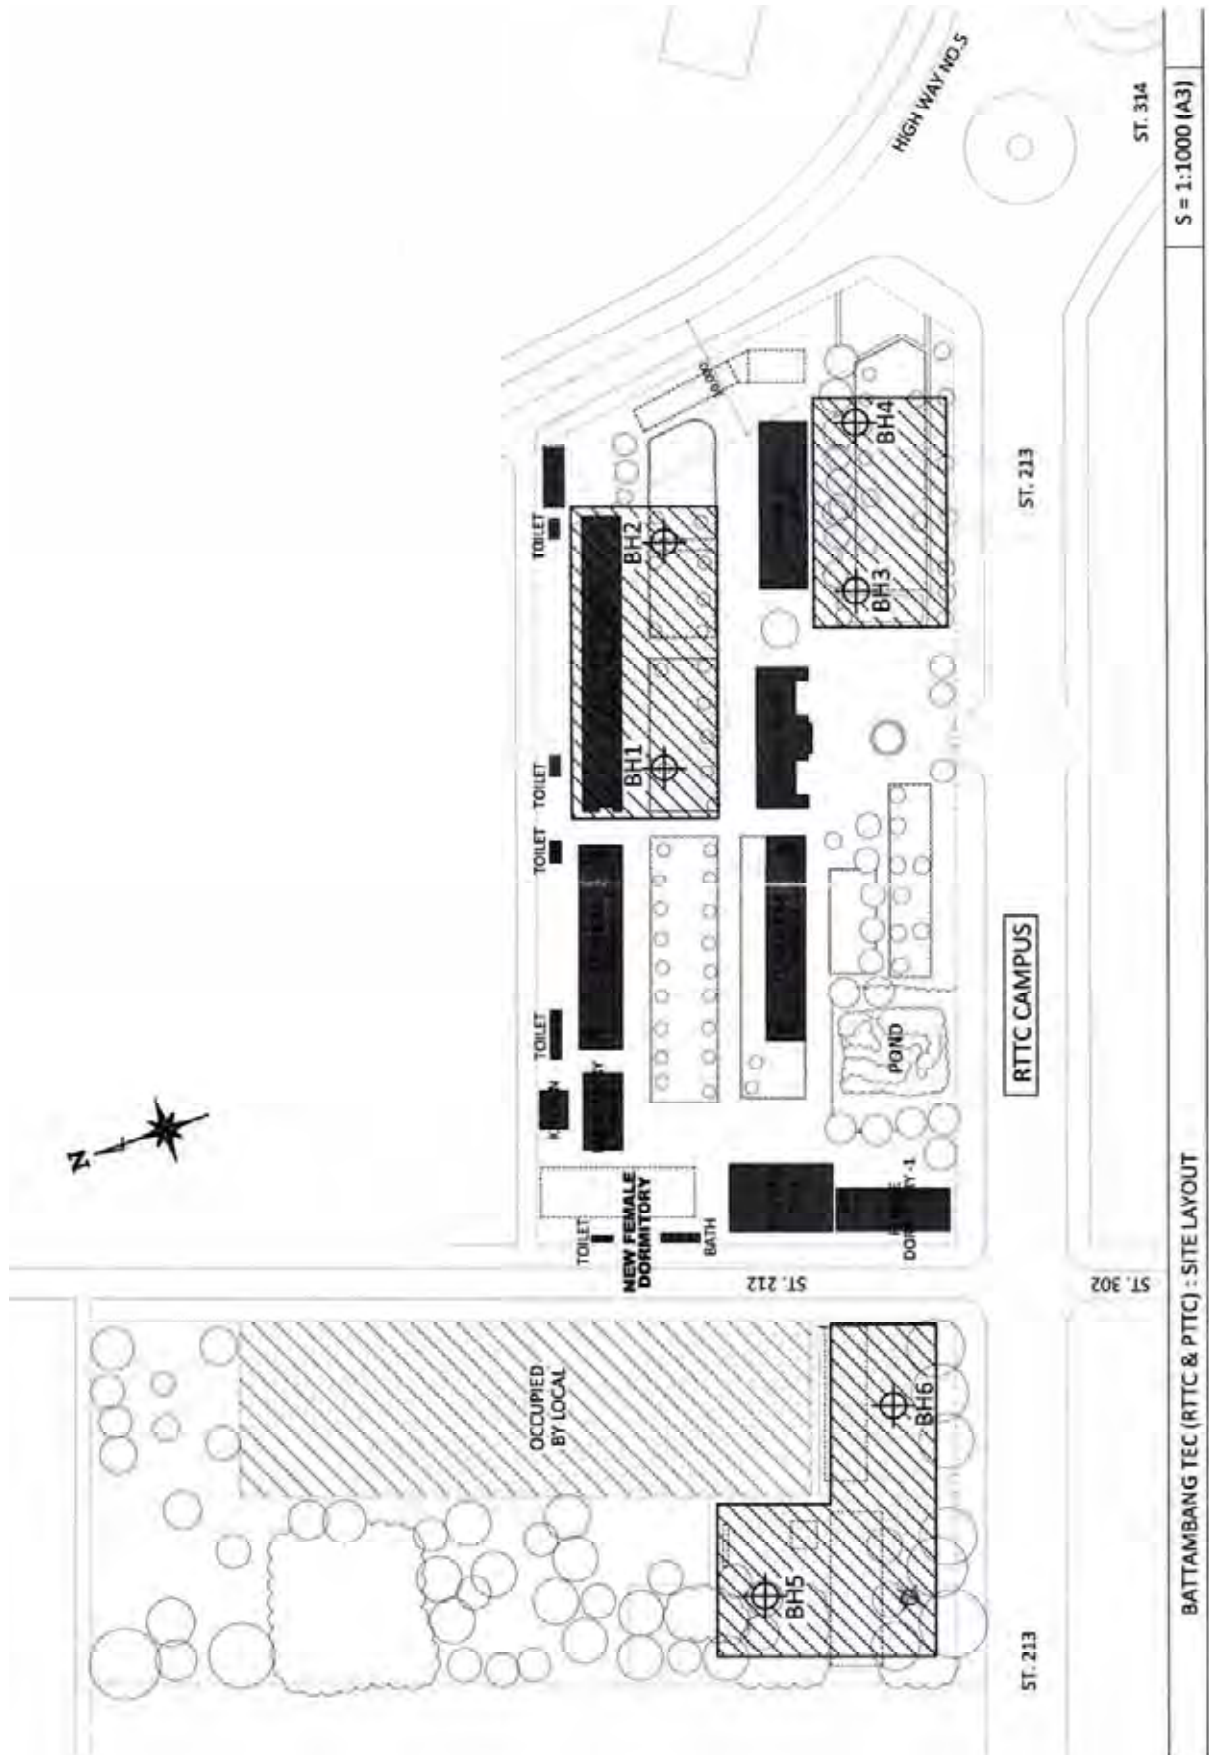 N
OCCUPIED
BY LOCAL
TOILET
TOILET
TOILET
TOILET
TOILET
NEW FEMALE
DORMITORY
BH1
BH2
BATH
10,000
ST. 212
BH5
BH3
BH4
POND
BH6
HIGH WAY NO.5
ST. 213
RTTC CAMPUS
ST. 213
ST. 302
ST. 314
BATTAMBANG TEC (RTTC & PTTC) : SITE LAYOUT
S = 1:1000 (A3)